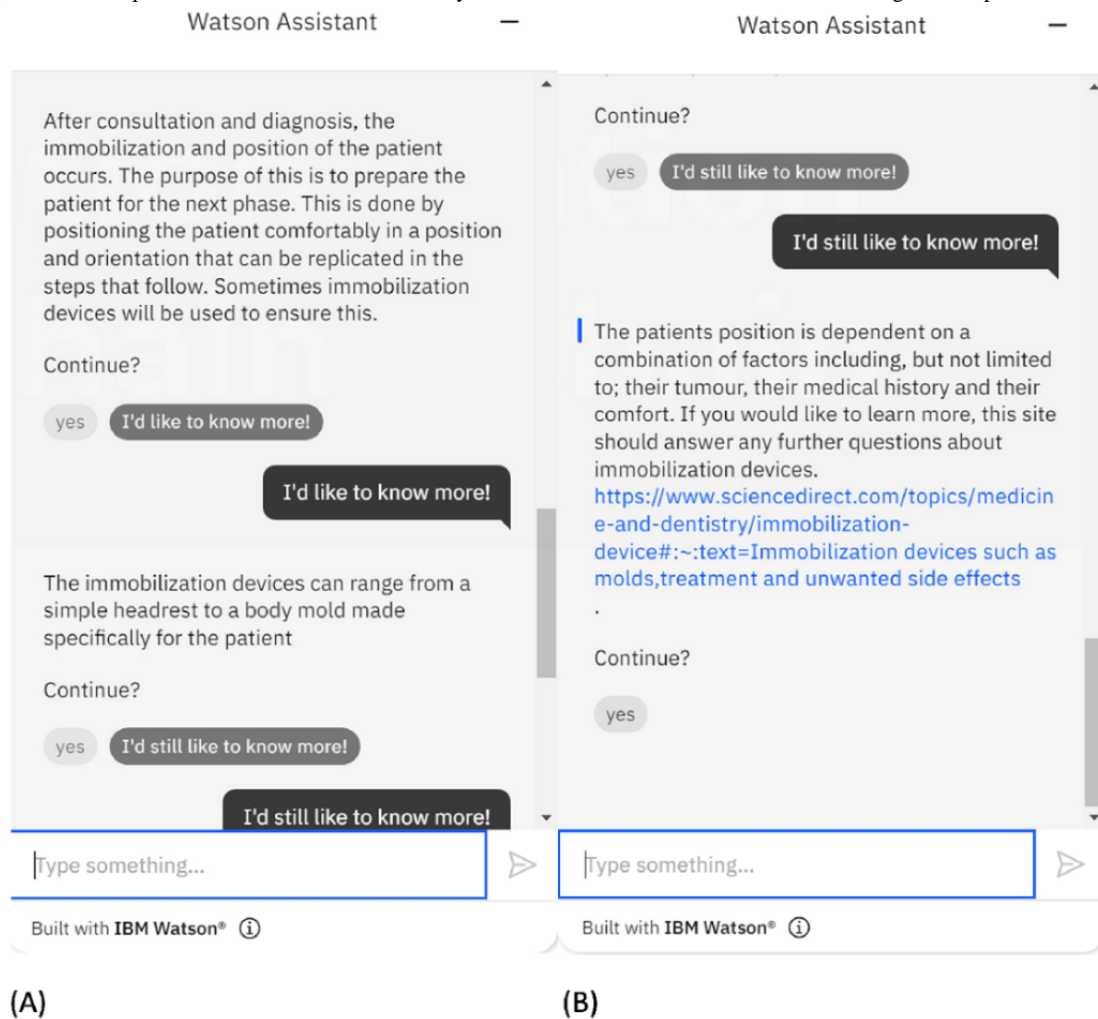 Watson Assistant
After consultation and diagnosis, the
immobilization and position of the patient
occurs. The purpose of this is to prepare the
patient for the next phase. This is done by
positioning the patient comfortably in a position
and orientation that can be replicated in the
steps that follow. Sometimes immobilization
devices will be used to ensure this.
Continue?
yes
I'd like to know more!
I'd like to know more!
The immobilization devices can range from a
simple headrest to a body mold made
specifically for the patient
Continue?
yes
I'd still like to know more!
I'd still like to know more!
Type something...
Built with IBM Watson®
(A)
Watson Assistant
Continue?
yes
I'd still like to know more!
I'd still like to know more!
The patients position is dependent on a
combination of factors including, but not limited
to; their tumour, their medical history and their
comfort. If you would like to learn more, this site
should answer any further questions about
immobilization devices.
https://www.sciencedirect.com/topics/medicin
e-and-dentistry/immobilization-
device#:~:text=Immobilization devices such as
molds,treatment and unwanted side effects
.
Continue?
yes
Type something...
Built with IBM Watson®
(B)